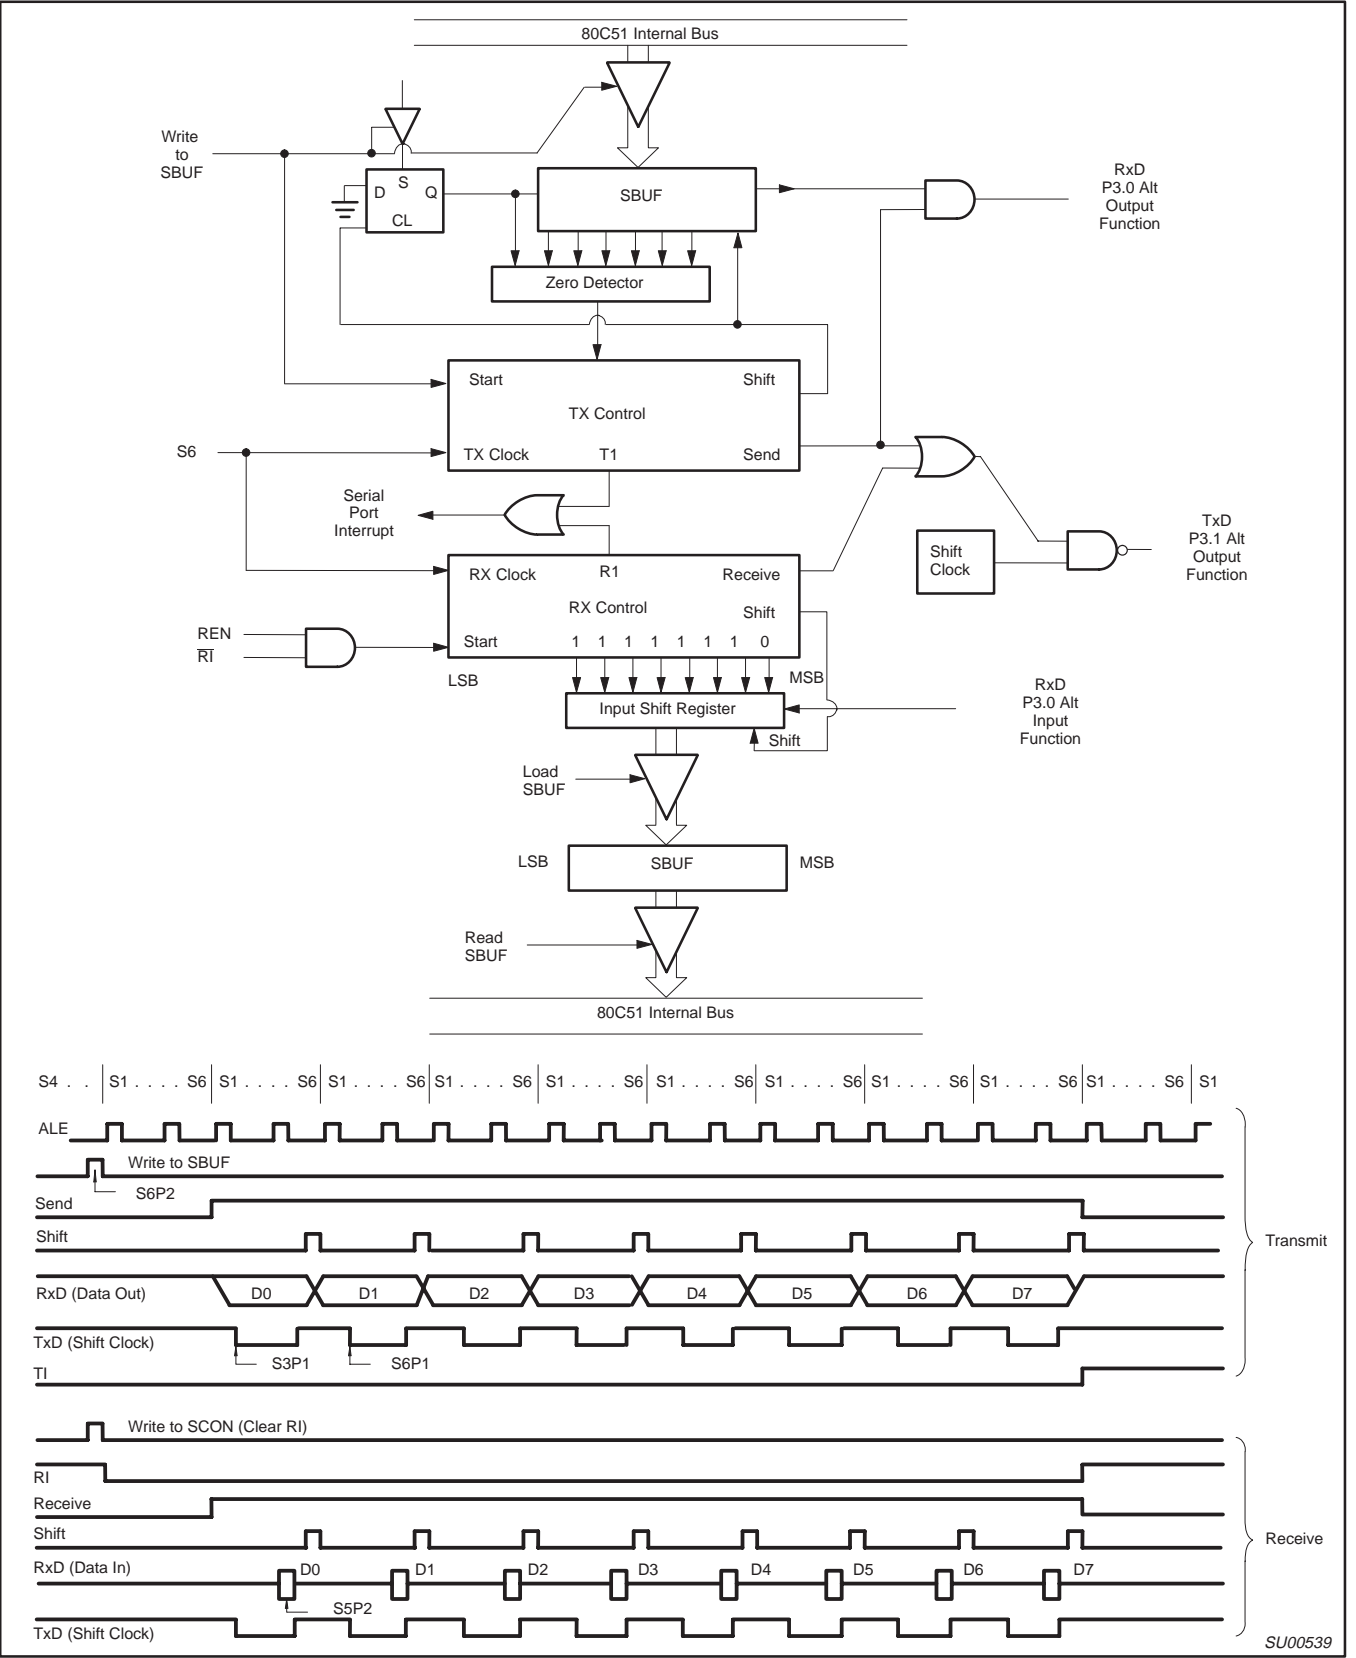 80C51 Internal Bus
Write
to
SBUF
D
S
Q
CL
SBUF
RxD
P3.0 Alt
Output
Function
Zero Detector
Start
Shift
TX Control
S6
TX Clock
T1
Send
Serial
Port
Interrupt
TxD
P3.1 Alt
Output
Function
Shift
Clock
RX Clock
R1
Receive
RX Control
Shift
REN
RI
Start
1 1 1 1 1 1 1 0
LSB
MSB
Input Shift Register
RxD
P3.0 Alt
Input
Function
Shift
Load
SBUF
LSB
SBUF
MSB
Read
SBUF
80C51 Internal Bus
S4 . . S1 . . . . S6 S1 . . . . S6 S1 . . . . S6 S1 . . . . S6 S1 . . . . S6 S1 . . . . S6 S1 . . . . S6 S1 . . . . S6 S1 . . . . S6 S1 . . . . S6 S1
ALE
Write to SBUF
S6P2
Send
Shift
Transmit
RxD (Data Out) D0 D1 D2 D3 D4 D5 D6 D7
TxD (Shift Clock)
S3P1 S6P1
TI
Write to SCON (Clear RI)
RI
Receive
Shift
Receive
RxD (Data In) D0 D1 D2 D3 D4 D5 D6 D7
S5P2
TxD (Shift Clock)
SU00539